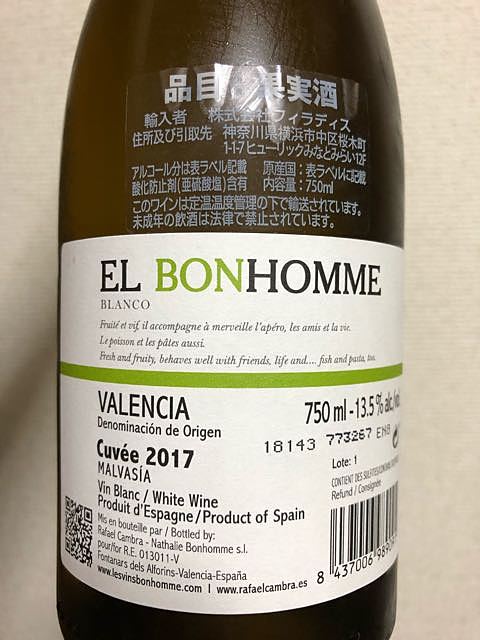 品目：果実酒
輸入者 株式会社フィラディス
住所及び引取先 神奈川県横浜市中区桜木町
1-1-7ヒューリックみなとみらい12F
アルコール分は表ラベル記載 原産国：表ラベルに記載
酸化防止剤(亜硫酸塩)含有 内容量：750ml
このワインは定温温度管理の下で輸送されています。
未成年の飲酒は法律で禁止されています。
EL BONHOMME
BLANCO
Fruité et vif, il accompagne à merveille l'apéro, les amis et la vie.
Le poisson et les pâtes aussi.
Fresh and fruity, behaves well with friends, life and.... fish and pasta, too.
VALENCIA
Denominación de Origen
750 ml - 13.5 % alc./vol.
18143 773267 ENB
Cuvée 2017
MALVASÍA
Lote: 1
Refund / Consignée
Vin Blanc / White Wine
Produit d'Espagne / Product of Spain
Mis en bouteille par / Bottled by:
Rafael Cambra - Nathalie Bonhomme s.l.
pour/for R.E. 013011-V
Fontanars dels Alforins-Valencia-España
www.lesvinsbonhomme.com | www.rafaelcambra.es
8 437006 989